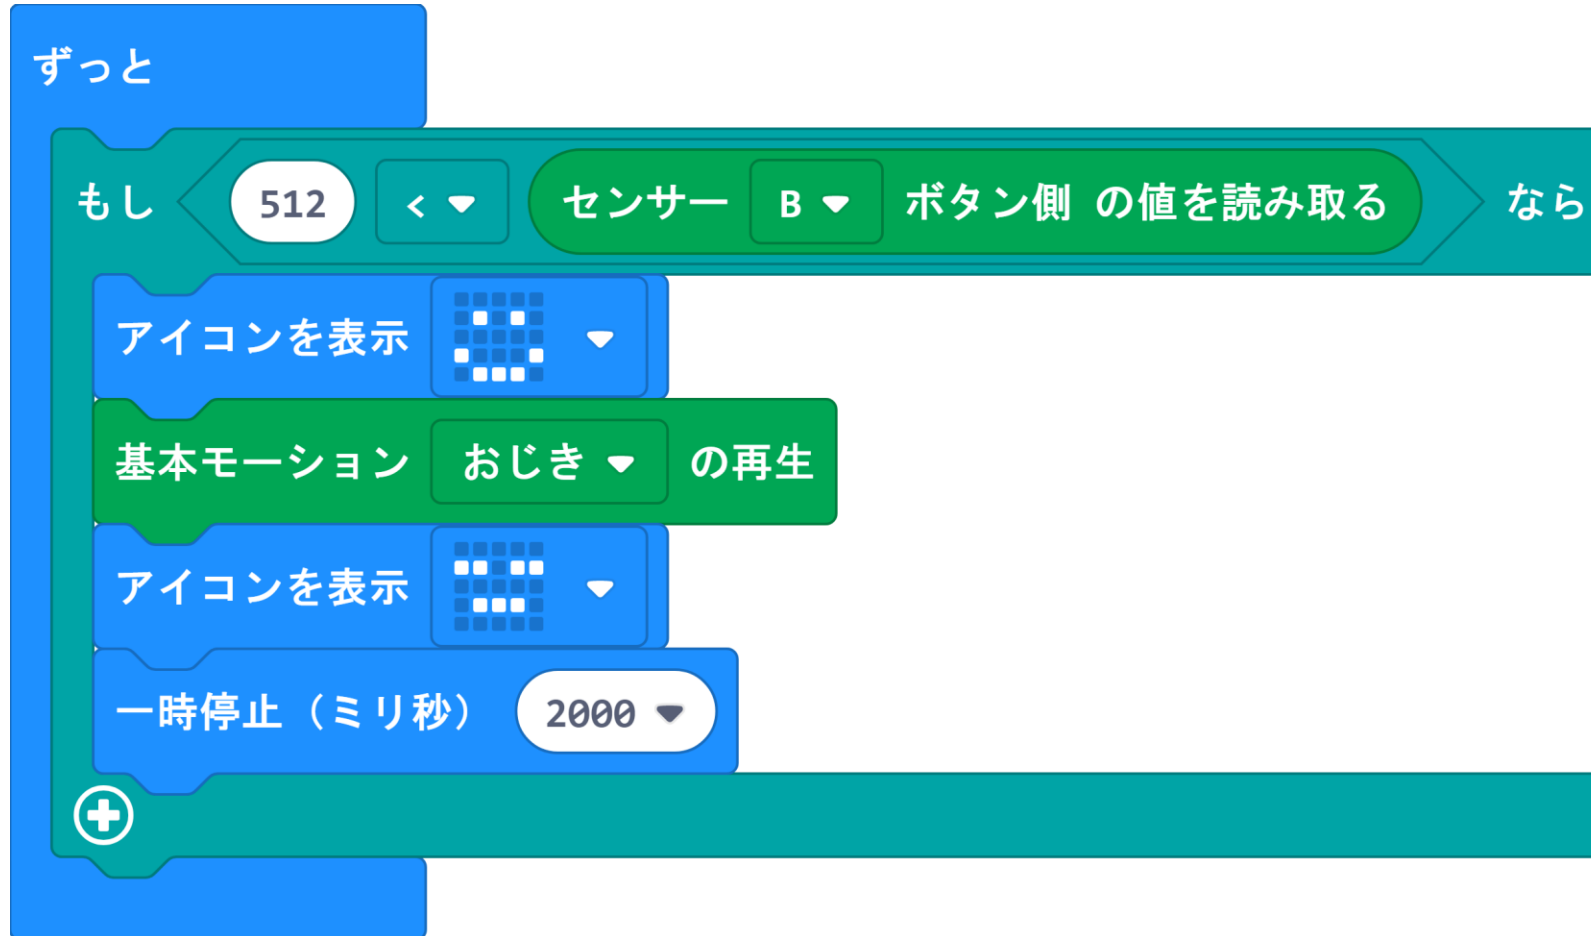 ずっと
もし 512 < センサー B ボタン側 の値を読み取る なら
アイコンを表示
基本モーション おじき の再生
アイコンを表示
一時停止（ミリ秒） 2000